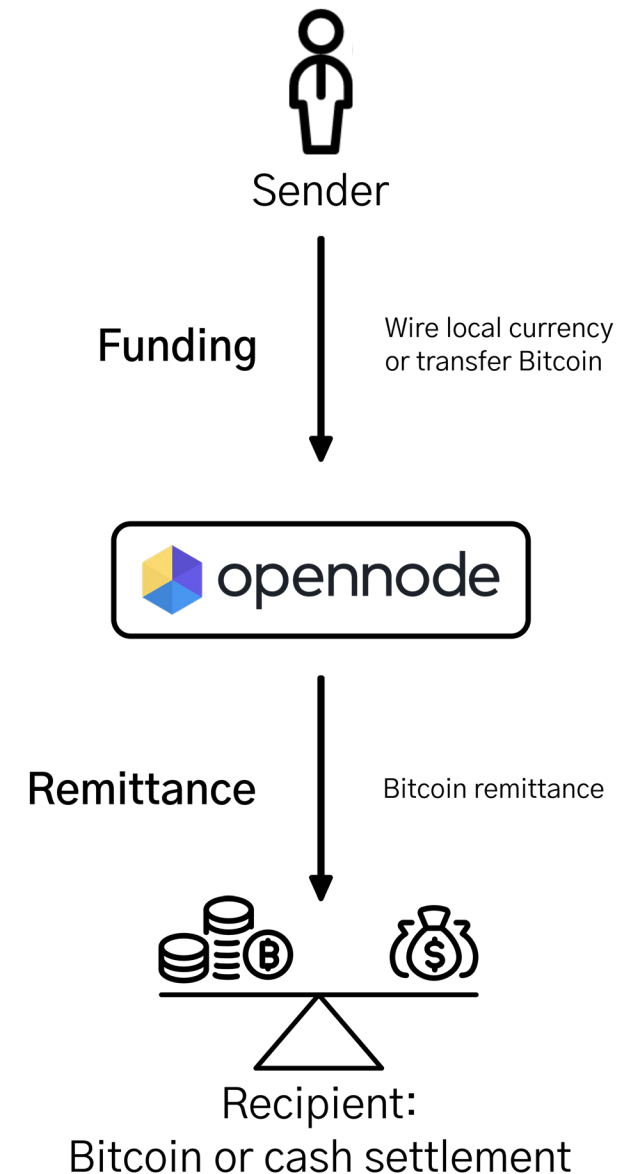 Sender
Funding
Wire local currency
or transfer Bitcoin
opennode
Remittance
Bitcoin remittance
Recipient:
Bitcoin or cash settlement